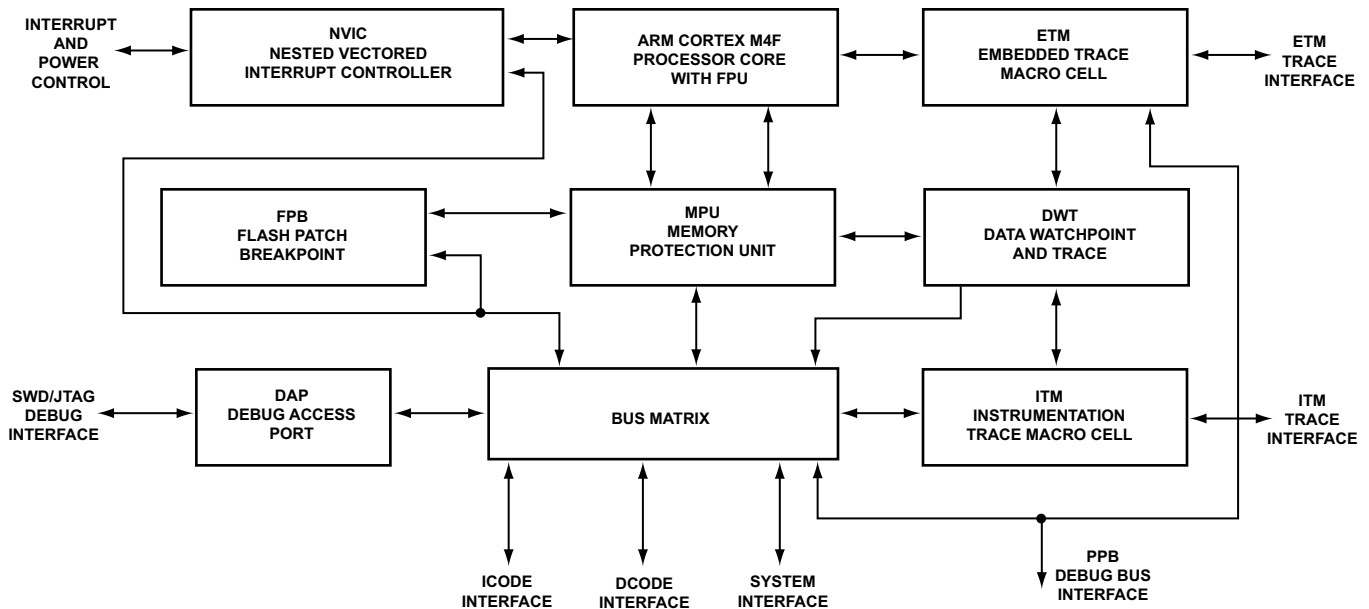 INTERRUPT
AND
POWER
CONTROL
NVIC
NESTED VECTORED
INTERRUPT CONTROLLER
ARM CORTEX M4F
PROCESSOR CORE
WITH FPU
ETM
EMBEDDED TRACE
MACRO CELL
ETM
TRACE
INTERFACE
FPB
FLASH PATCH
BREAKPOINT
MPU
MEMORY
PROTECTION UNIT
DWT
DATA WATCHPOINT
AND TRACE
SWD/JTAG
DEBUG
INTERFACE
DAP
DEBUG ACCESS
PORT
BUS MATRIX
ITM
INSTRUMENTATION
TRACE MACRO CELL
ITM
TRACE
INTERFACE
ICODE
INTERFACE
DCODE
INTERFACE
SYSTEM
INTERFACE
PPB
DEBUG BUS
INTERFACE